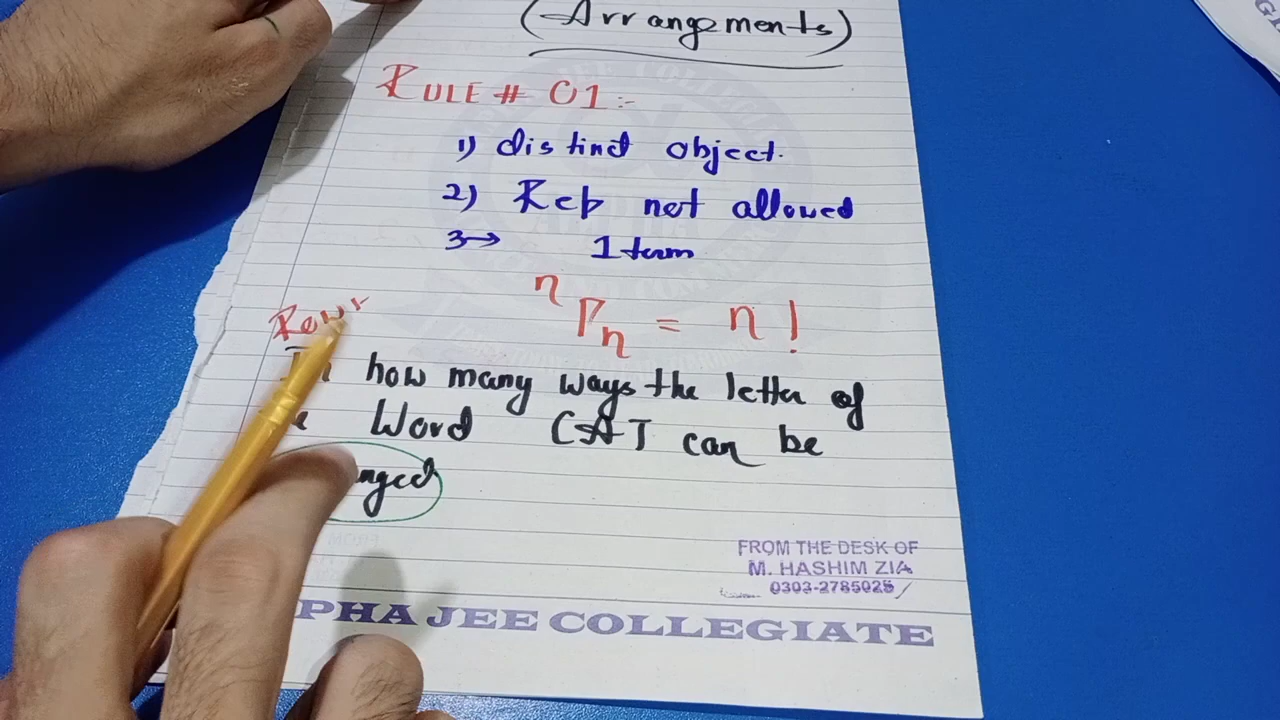 (Arrangements)
RULE # 01:-
1) distinct object.
2) Rep not allowed
3→ 1 term
nPn = n!
how many ways the letter of
Word CAT can be
FROM THE DESK OF
M. HASHIM ZIA
0303-2785025
PHA JEE COLLEGIATE